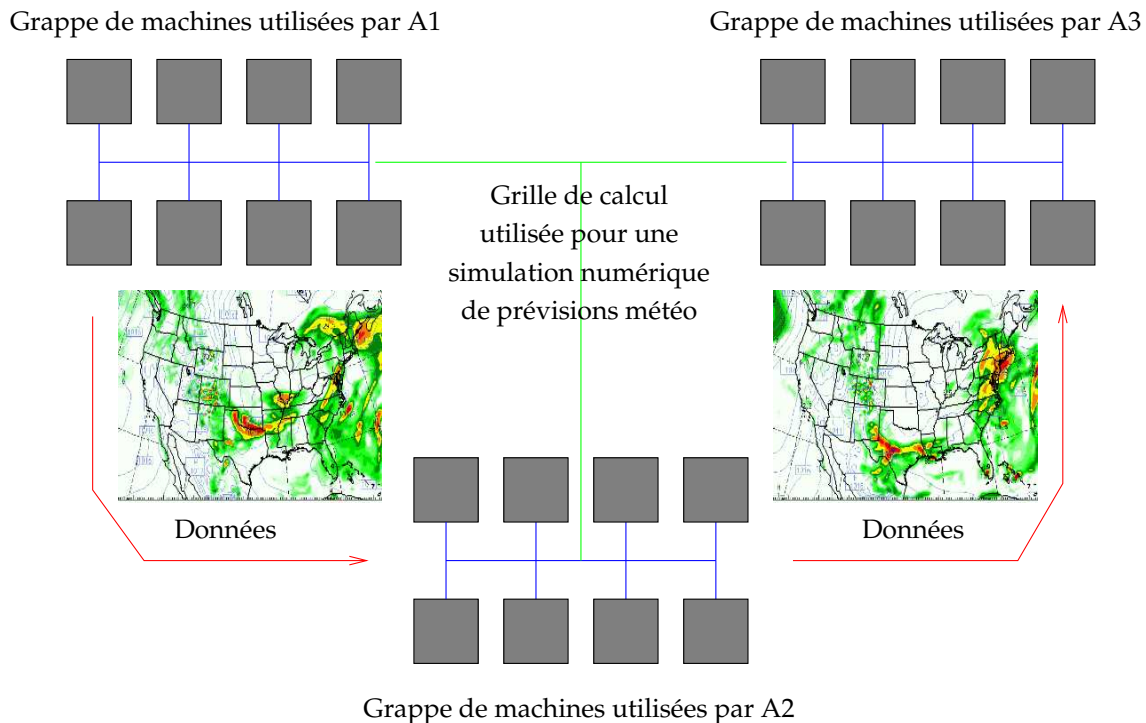 Grappe de machines utilisées par A1
Grappe de machines utilisées par A3
Grille de calcul
utilisée pour une
simulation numérique
de prévisions météo
Données
Données
Grappe de machines utilisées par A2